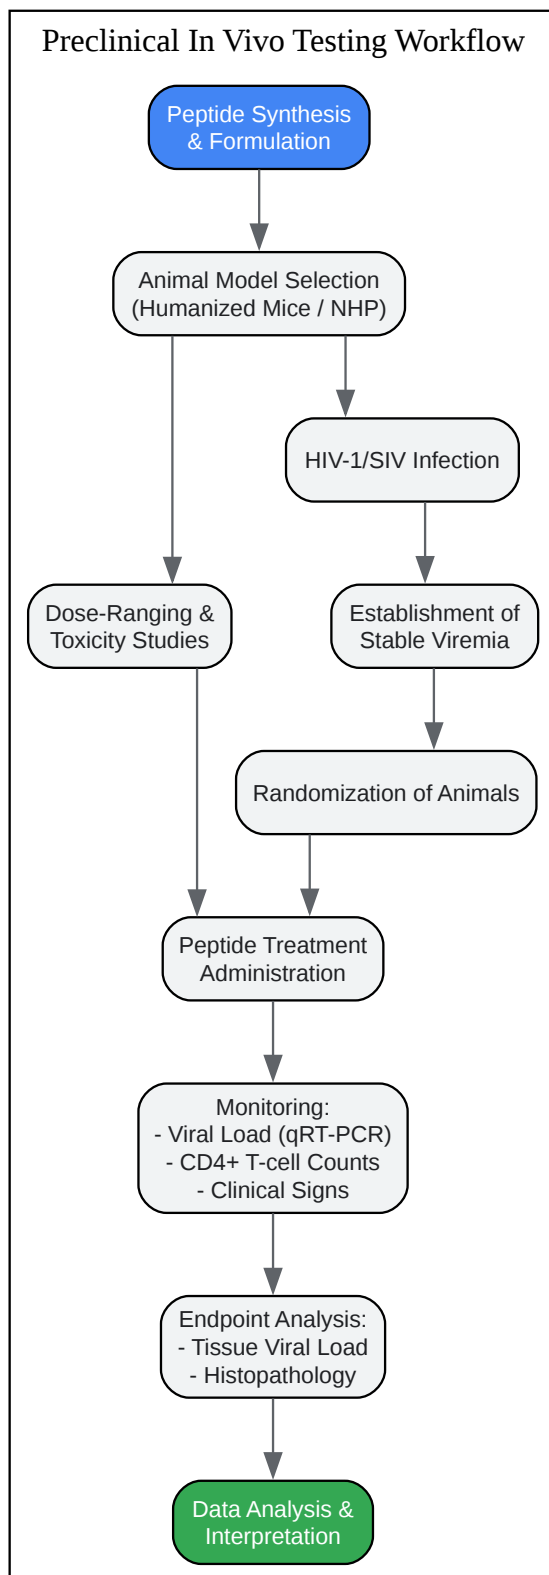 Preclinical In Vivo Testing Workflow
Peptide Synthesis
& Formulation
Animal Model Selection
(Humanized Mice / NHP)
HIV-1/SIV Infection
Dose-Ranging &
Toxicity Studies
Establishment of
Stable Viremia
Randomization of Animals
Peptide Treatment
Administration
Monitoring:
- Viral Load (qRT-PCR)
- CD4+ T-cell Counts
- Clinical Signs
Endpoint Analysis:
- Tissue Viral Load
- Histopathology
Data Analysis &
Interpretation